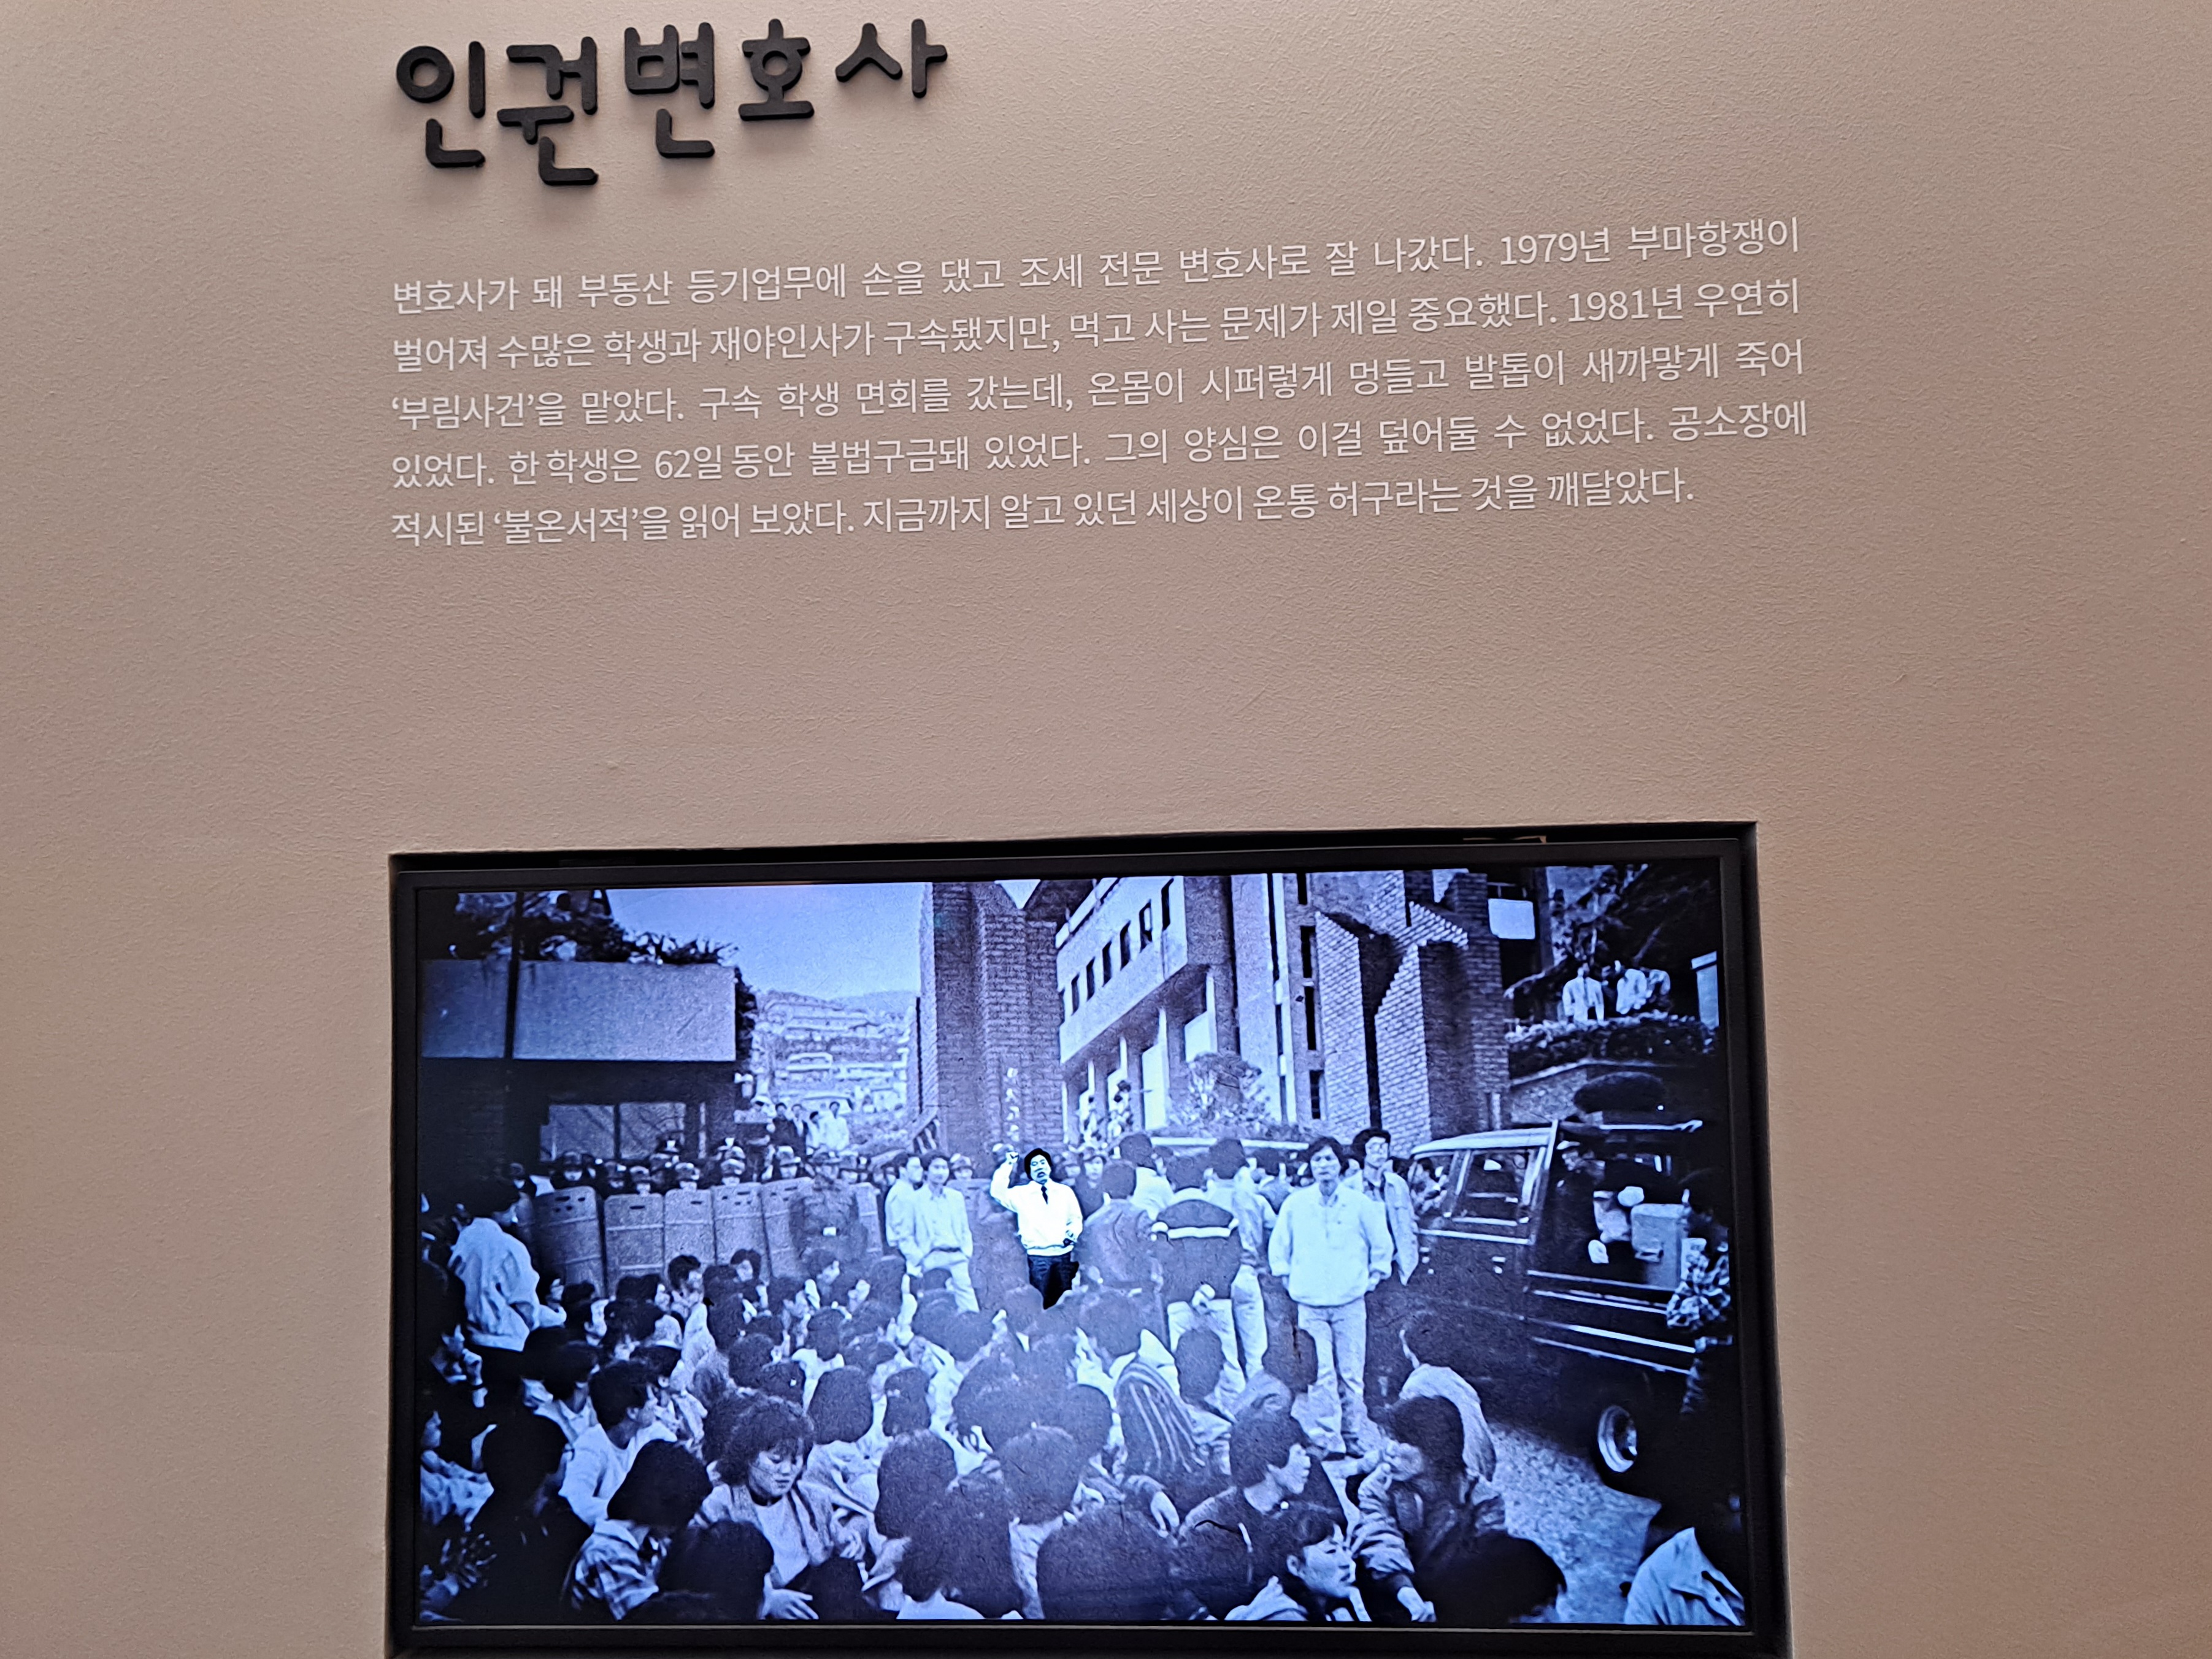 인권변호사
변호사가 돼 부동산 등기업무에 손을 댔고 조세 전문 변호사로 잘 나갔다. 1979년 부마항쟁이
벌어져 수많은 학생과 재야인사가 구속됐지만, 먹고 사는 문제가 제일 중요했다. 1981년 우연히
‘부림사건’을 맡았다. 구속 학생 면회를 갔는데, 온몸이 시퍼렇게 멍들고 발톱이 새까맣게 죽어
있었다. 한 학생은 62일 동안 불법구금돼 있었다. 그의 양심은 이걸 덮어둘 수 없었다. 공소장에
적시된 ‘불온서적’을 읽어 보았다. 지금까지 알고 있던 세상이 온통 허구라는 것을 깨달았다.